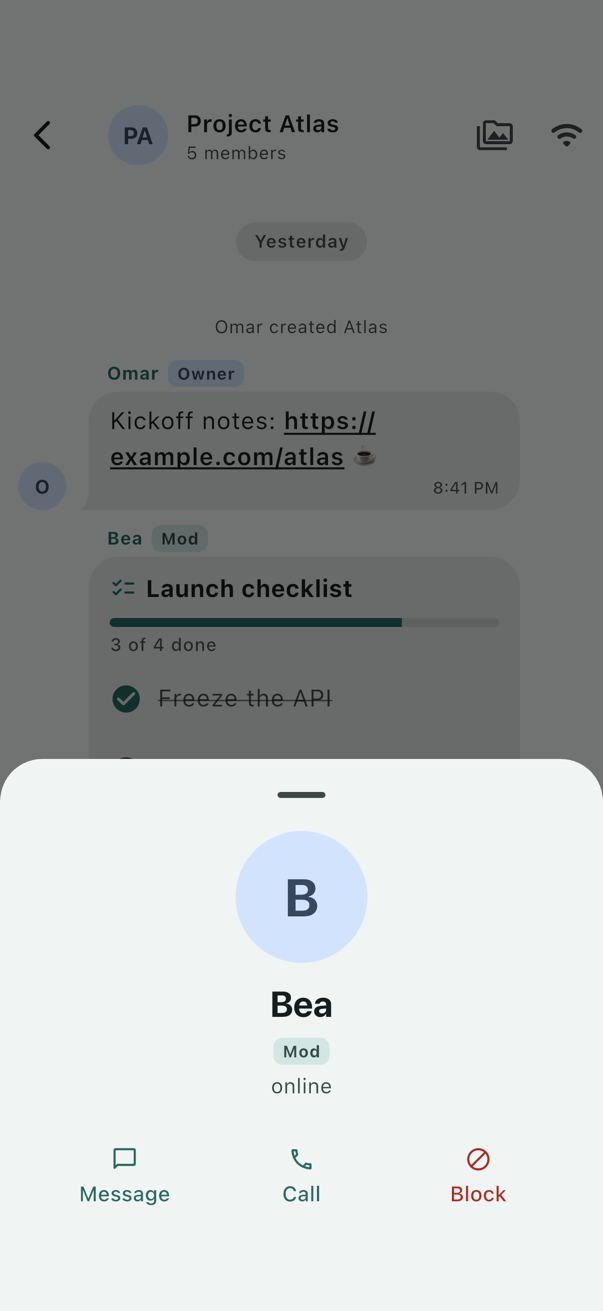 PA
Project Atlas
5 members
Yesterday
Omar created Atlas
Omar Owner
Kickoff notes: https://
example.com/atlas ☕
8:41 PM
O
Bea Mod
Launch checklist
3 of 4 done
Freeze the API
B
Bea
Mod
online
Message Call Block